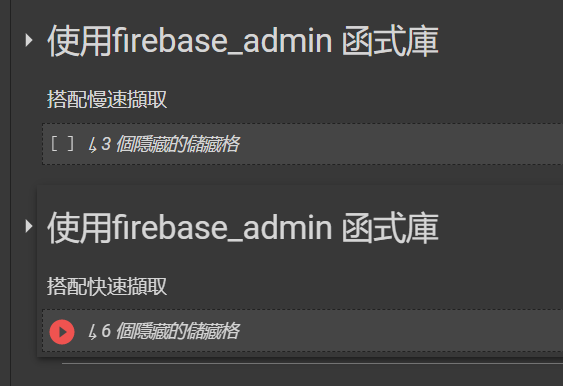 使用firebase_admin 函式庫
搭配慢速擷取
[ ] ↳ 3 個隱藏的儲藏格
使用firebase_admin 函式庫
搭配快速擷取
↳ 6 個隱藏的儲藏格